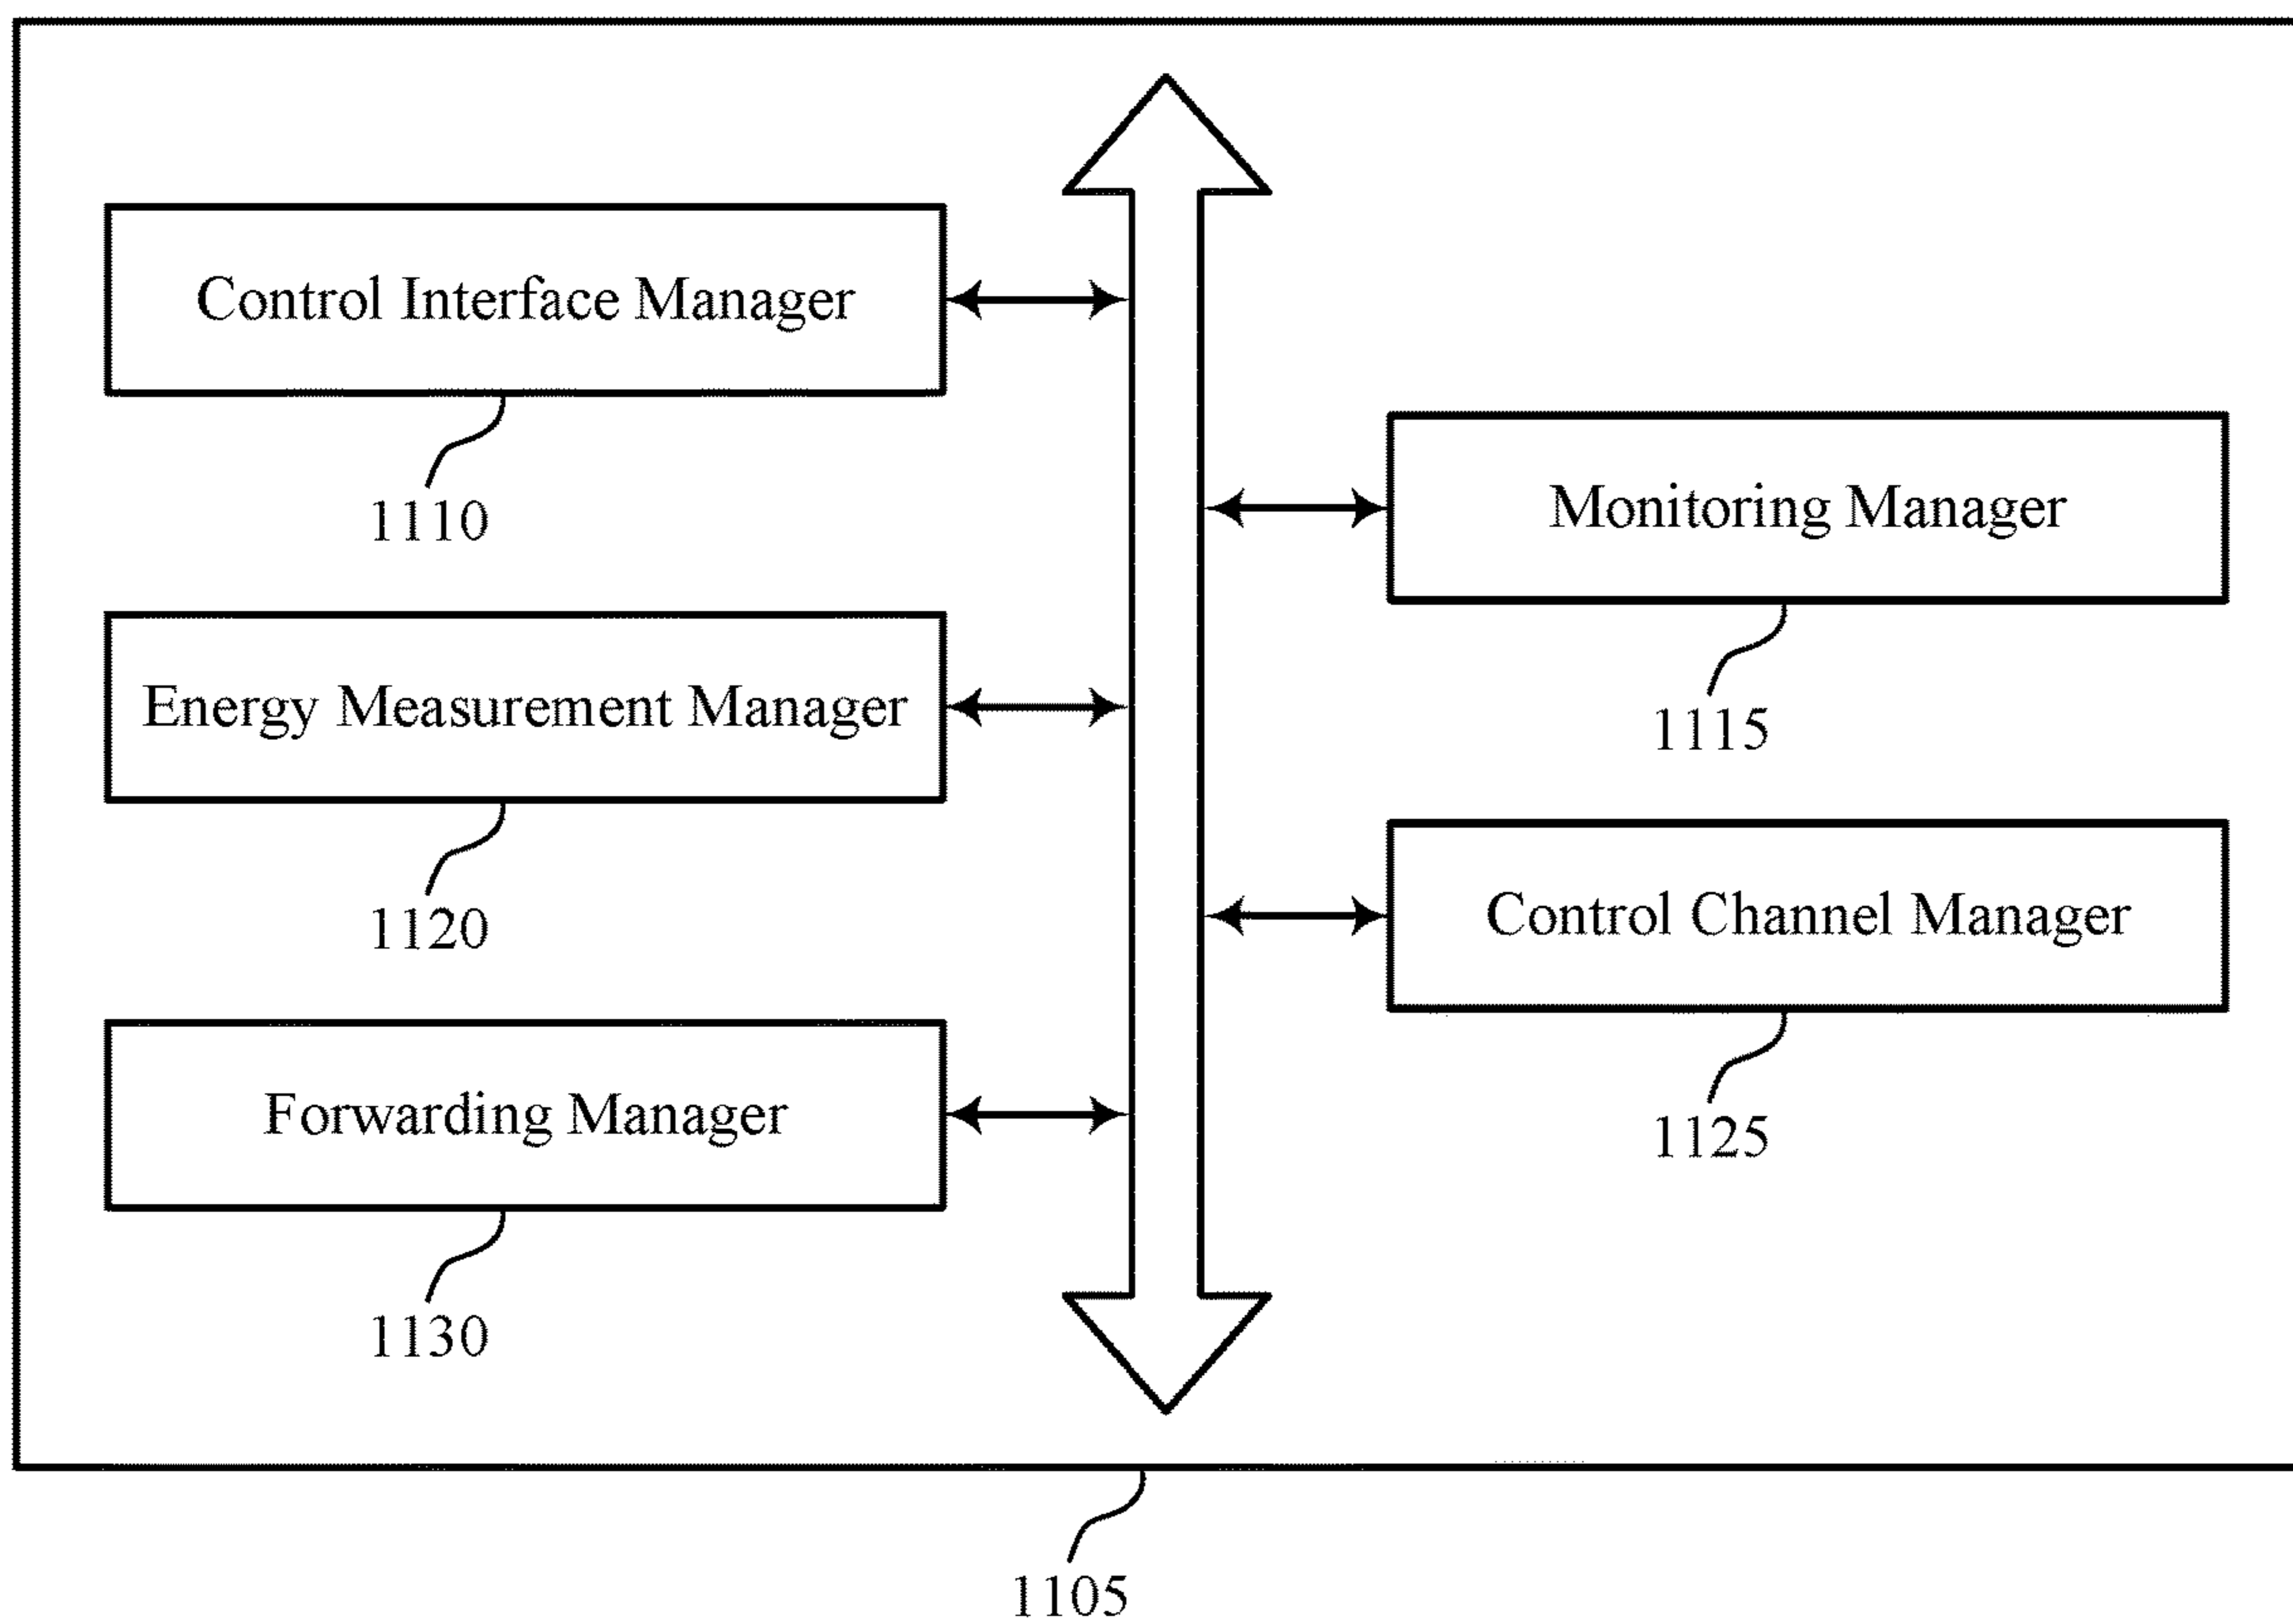 Control Interface Manager
1110
Monitoring Manager
1115
Energy Measurement Manager
1120
Control Channel Manager
1125
Forwarding Manager
1130
1105